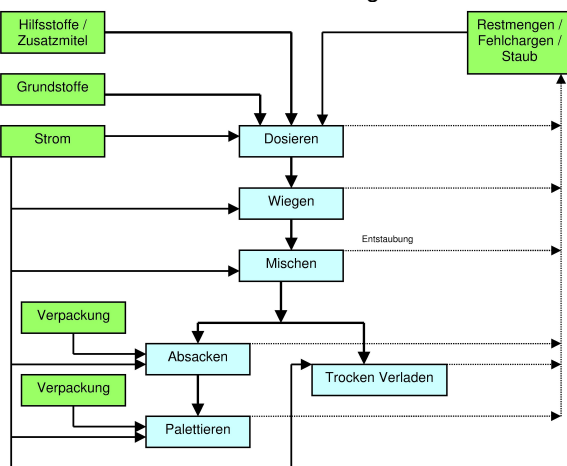 Hilfsstoffe /
Zusatzmitel
Restmengen /
Fehlchargen /
Staub
Grundstoffe
Strom
Dosieren
Wiegen
Entstaubung
Mischen
Verpackung
Absacken
Trocken Verladen
Verpackung
Palettieren